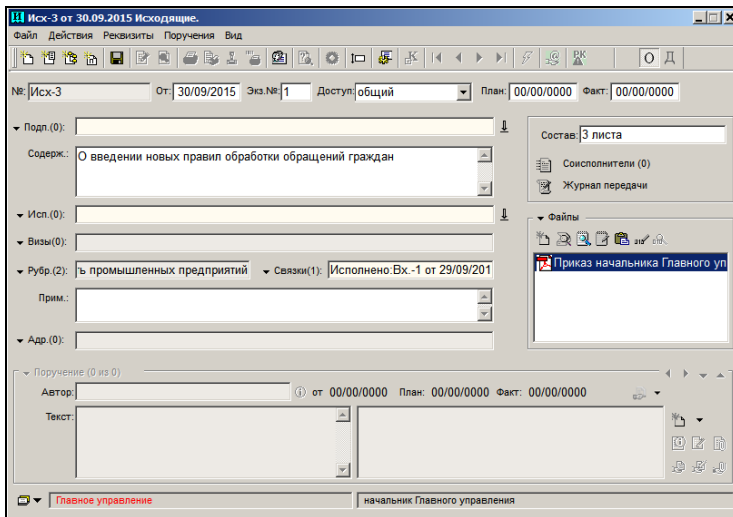 Исх-3 от 30.09.2015 Исходящие.
Файл Действия Реквизиты Поручения Вид
О Д
№: Исх-3 От: 30/09/2015 Экз.№: 1 Доступ: общий План: 00/00/0000 Факт: 00/00/0000
Подп.(0):
Состав: 3 листа
Содерж.: О введении новых правил обработки обращений граждан
Соисполнители (0)
Журнал передачи
Исп.(0):
Файлы
Визы(0):
Рубр.(2): ъ промышленных предприятий Связки(1): Исполнено:Вх.-1 от 29/09/201
Приказ начальника Главного уп
Прим.:
Адр.(0):
Поручение (0 из 0)
Автор: от 00/00/0000 План: 00/00/0000 Факт: 00/00/0000
Текст:
Главное управление начальник Главного управления